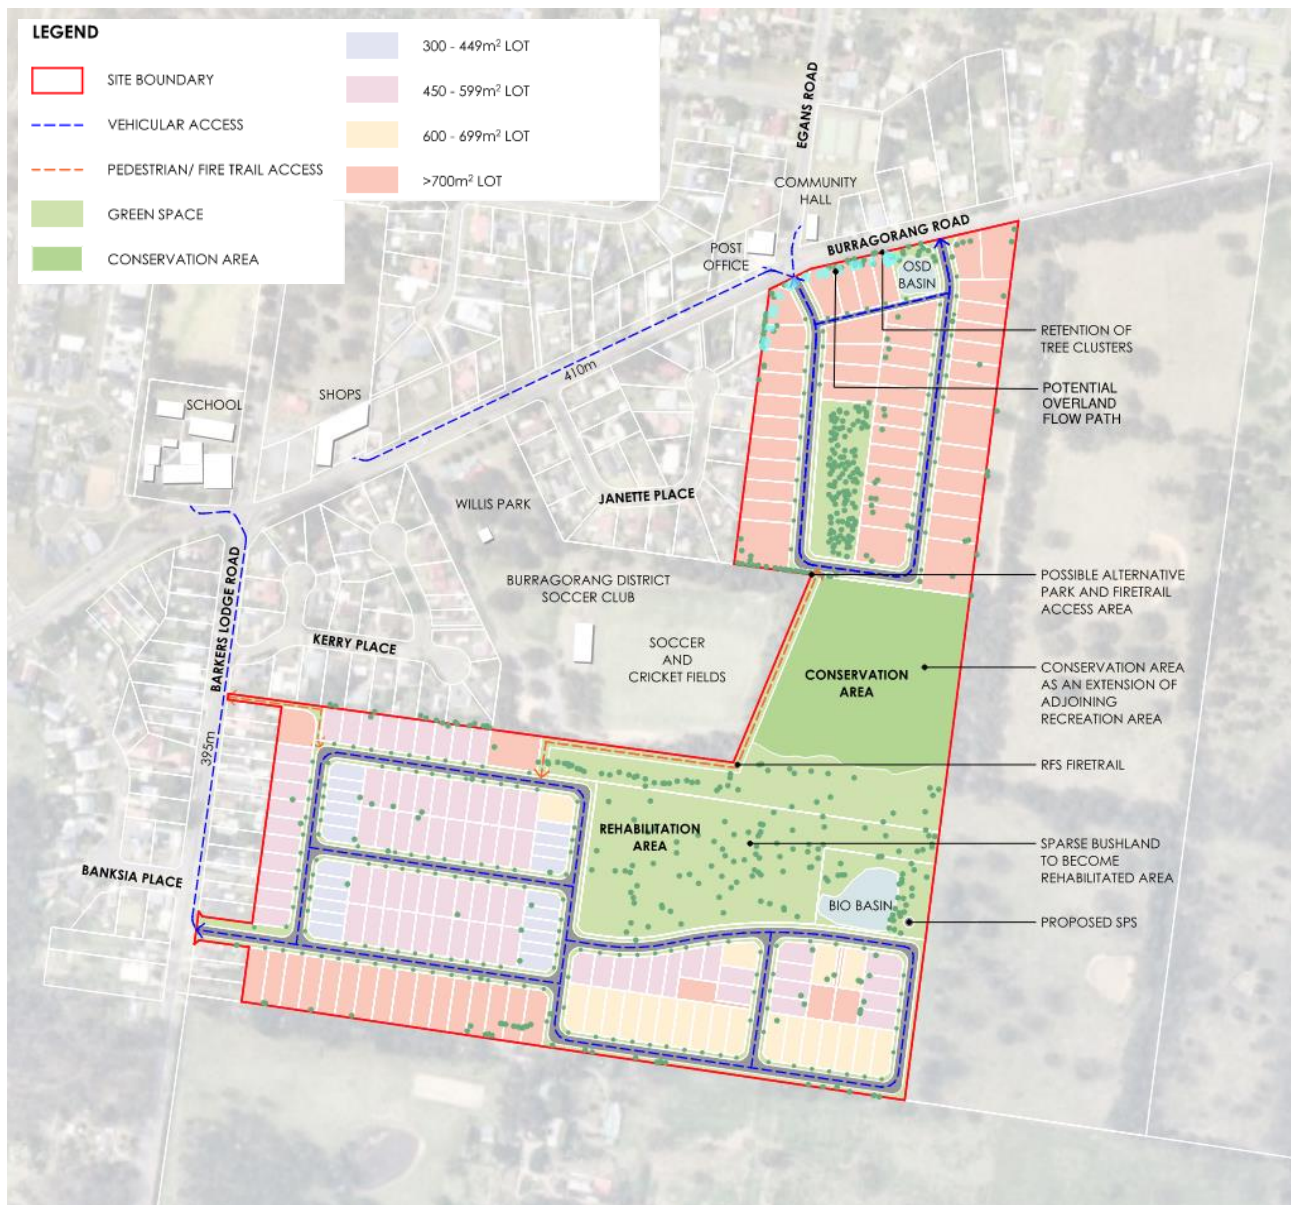 LEGEND
SITE BOUNDARY
VEHICULAR ACCESS
PEDESTRIAN/ FIRE TRAIL ACCESS
GREEN SPACE
CONSERVATION AREA
300 - 449m² LOT
450 - 599m² LOT
600 - 699m² LOT
>700m² LOT
EGANS ROAD
COMMUNITY
HALL
BURRAGORANG ROAD
POST
OFFICE
OSD
BASIN
RETENTION OF
TREE CLUSTERS
POTENTIAL
OVERLAND
FLOW PATH
410m
SHOPS
SCHOOL
WILLIS PARK
JANETTE PLACE
BURRAGORANG DISTRICT
SOCCER CLUB
POSSIBLE ALTERNATIVE
PARK AND FIRETRAIL
ACCESS AREA
BARKERS LODGE ROAD
KERRY PLACE
SOCCER
AND
CRICKET FIELDS
CONSERVATION
AREA
CONSERVATION AREA
AS AN EXTENSION OF
ADJOINING
RECREATION AREA
395m
RFS FIRETRAIL
REHABILITATION
AREA
SPARSE BUSHLAND
TO BECOME
REHABILITATED AREA
BANKSIA PLACE
BIO BASIN
PROPOSED SPS